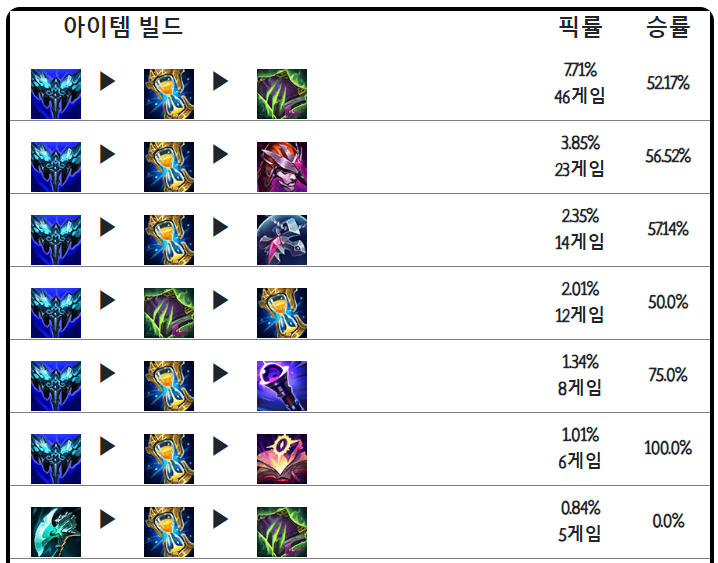 아이템 빌드 픽률 승률
7.71%
46게임
52.17%
3.85%
23게임
56.52%
2.35%
14게임
57.14%
2.01%
12게임
50.0%
1.34%
8게임
75.0%
1.01%
6게임
100.0%
0.84%
5게임
0.0%